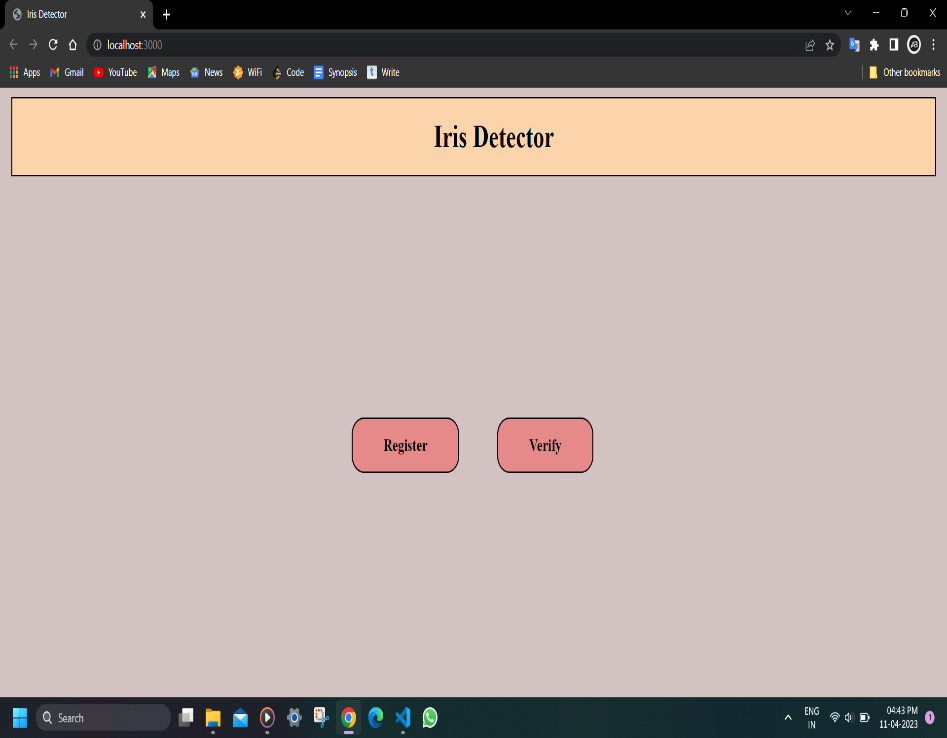 Iris Detector
localhost:3000
Apps Gmail YouTube Maps News WiFi Code Synopsis Write Other bookmarks
Iris Detector
Register Verify
Search
ENG 04:43 PM
IN 11-04-2023 1